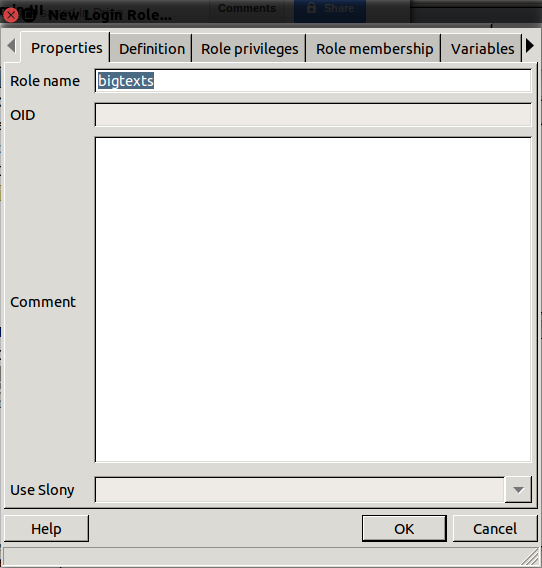 New Login Role...
Comments
Share
Properties
Definition
Role privileges
Role membership
Variables
Role name
bigtexts
OID
Comment
Use Slony
Help
OK
Cancel